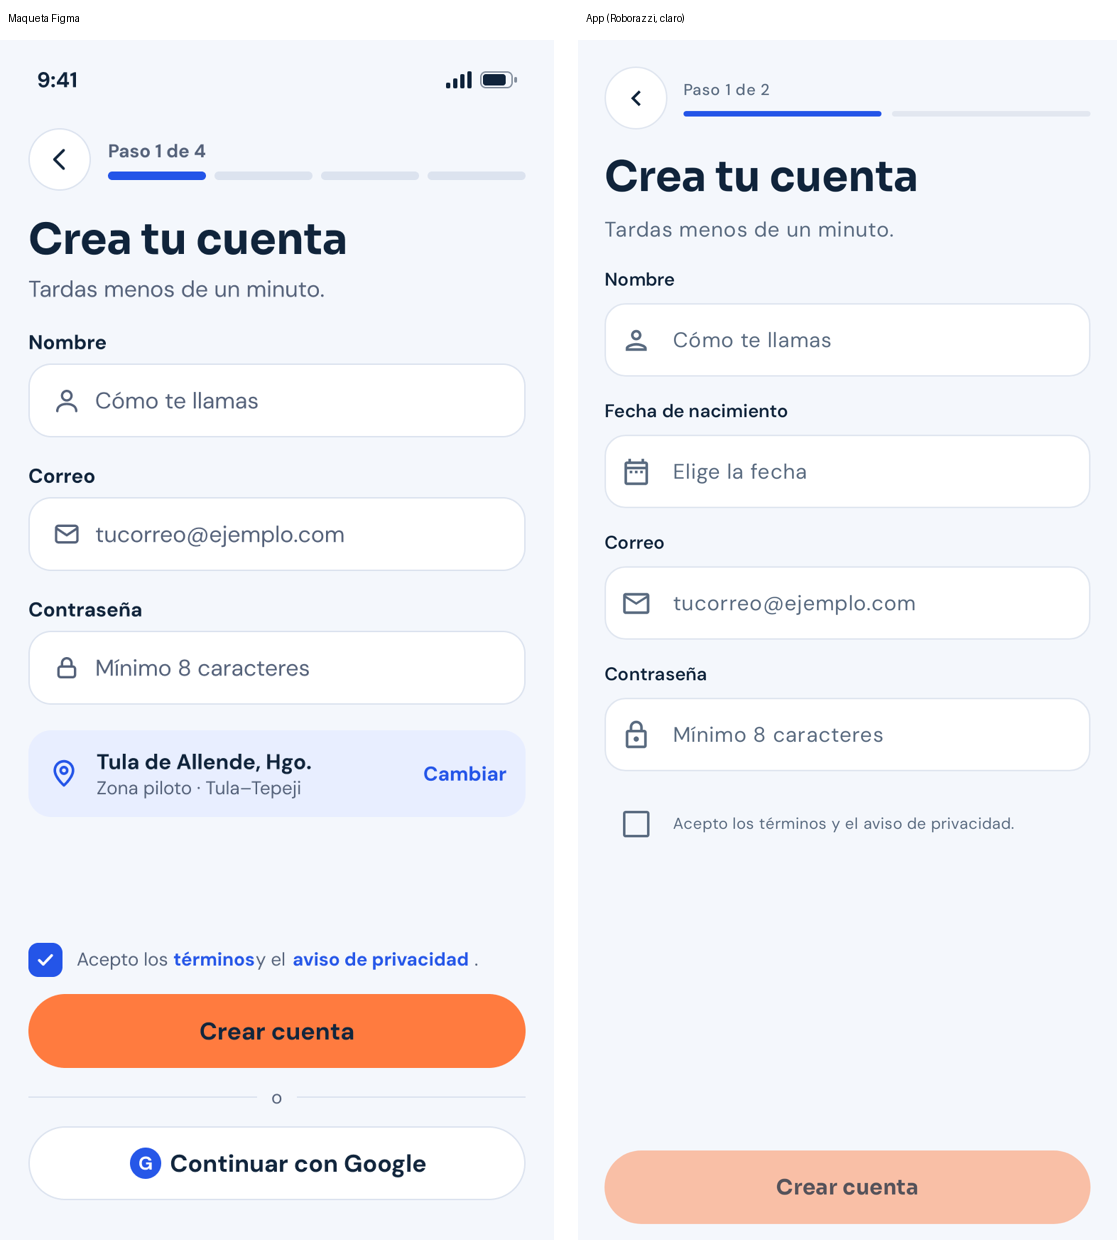 Maqueta Figma
9:41
Paso 1 de 4
Crea tu cuenta
Tardas menos de un minuto.
Nombre
Cómo te llamas
Correo
tucorreo@ejemplo.com
Contraseña
Mínimo 8 caracteres
Tula de Allende, Hgo.
Zona piloto · Tula–Tepeji
Cambiar
Acepto los términosy el aviso de privacidad .
Crear cuenta
o
G Continuar con Google
App (Roborazzi, claro)
Paso 1 de 2
Crea tu cuenta
Tardas menos de un minuto.
Nombre
Cómo te llamas
Fecha de nacimiento
Elige la fecha
Correo
tucorreo@ejemplo.com
Contraseña
Mínimo 8 caracteres
Acepto los términos y el aviso de privacidad.
Crear cuenta